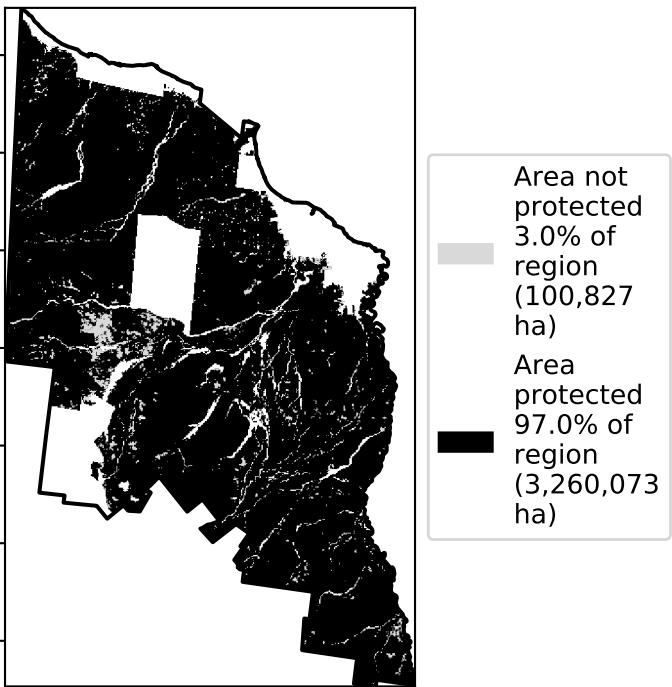 Area not
protected
3.0% of
region
(100,827
ha)
Area
protected
97.0% of
region
(3,260,073
ha)